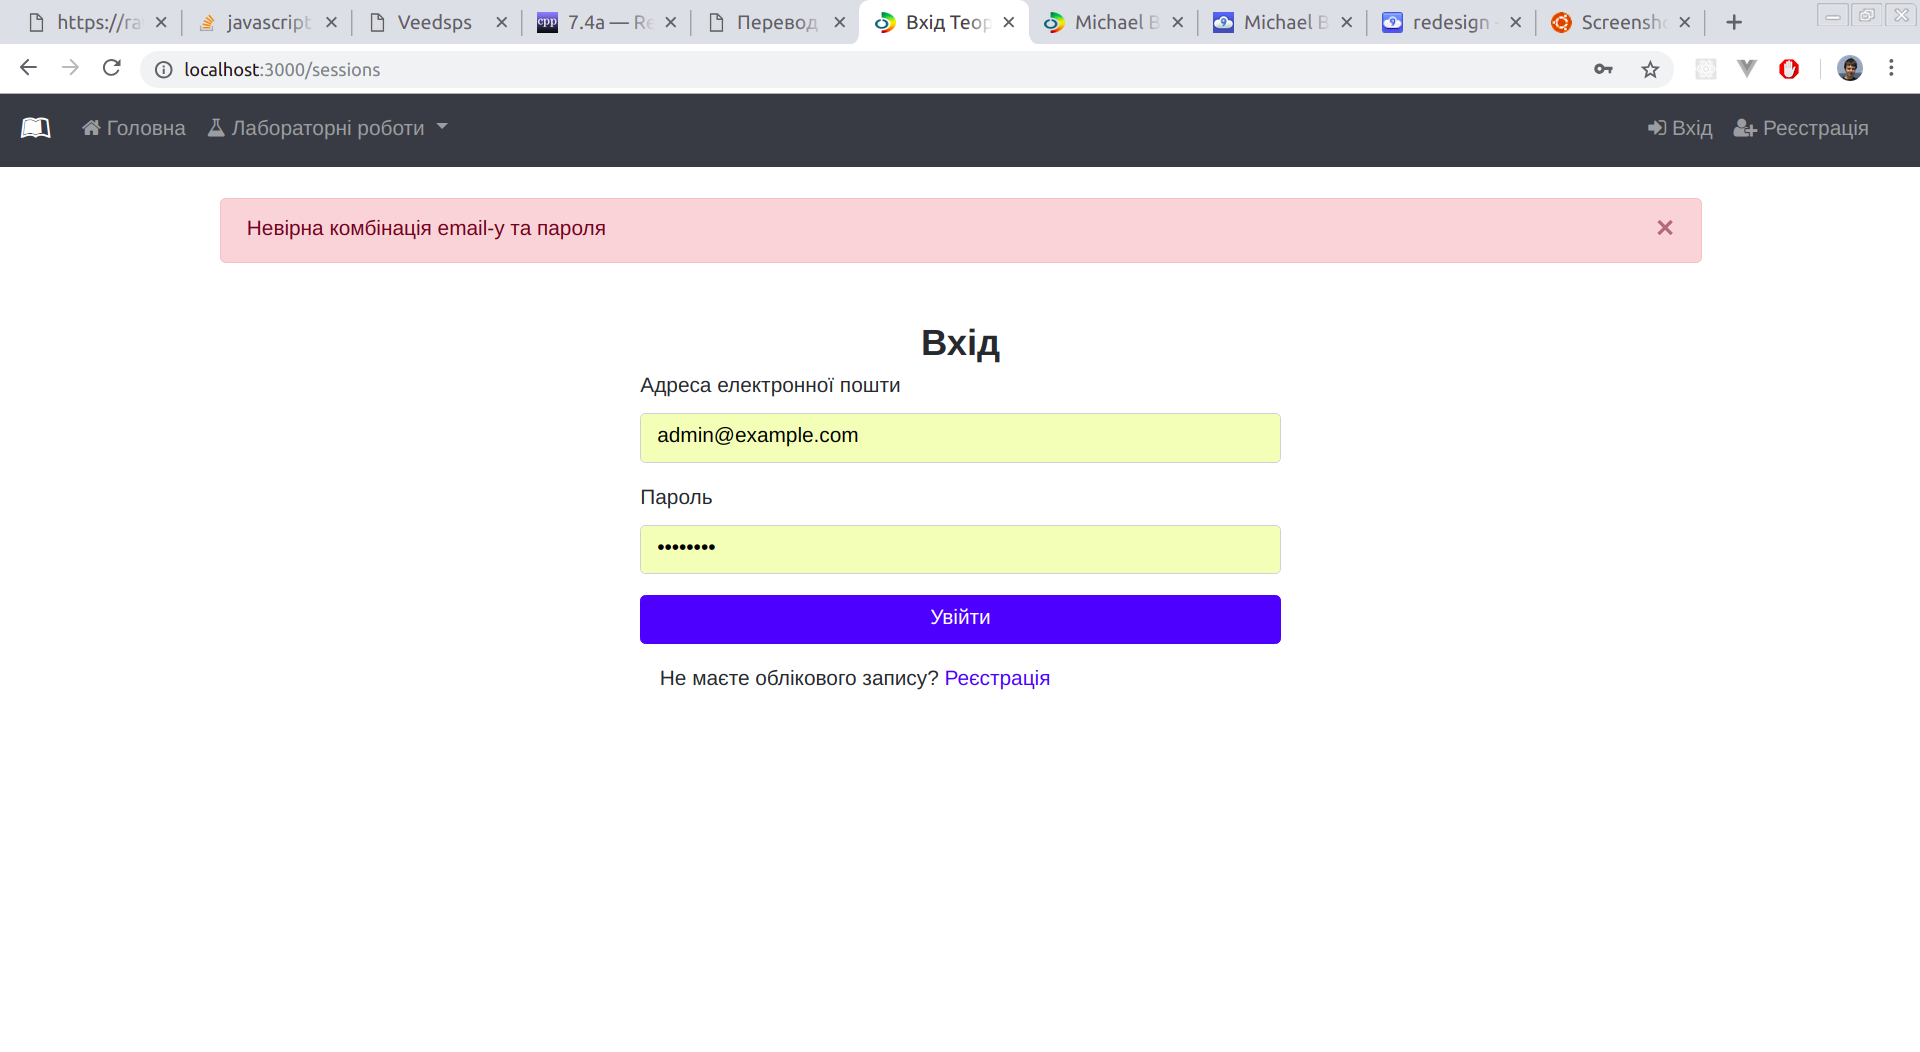 https://ra
javascript
Veedsps
cpp 7.4a — Re
Перевод
Вхід Теор
Michael B
Michael B
redesign -
Screensho
localhost:3000/sessions
Головна Лабораторні роботи Вхід Реєстрація
Невірна комбінація email-у та пароля ×
Вхід
Адреса електронної пошти
admin@example.com
Пароль
••••••••
Увійти
Не маєте облікового запису? Реєстрація